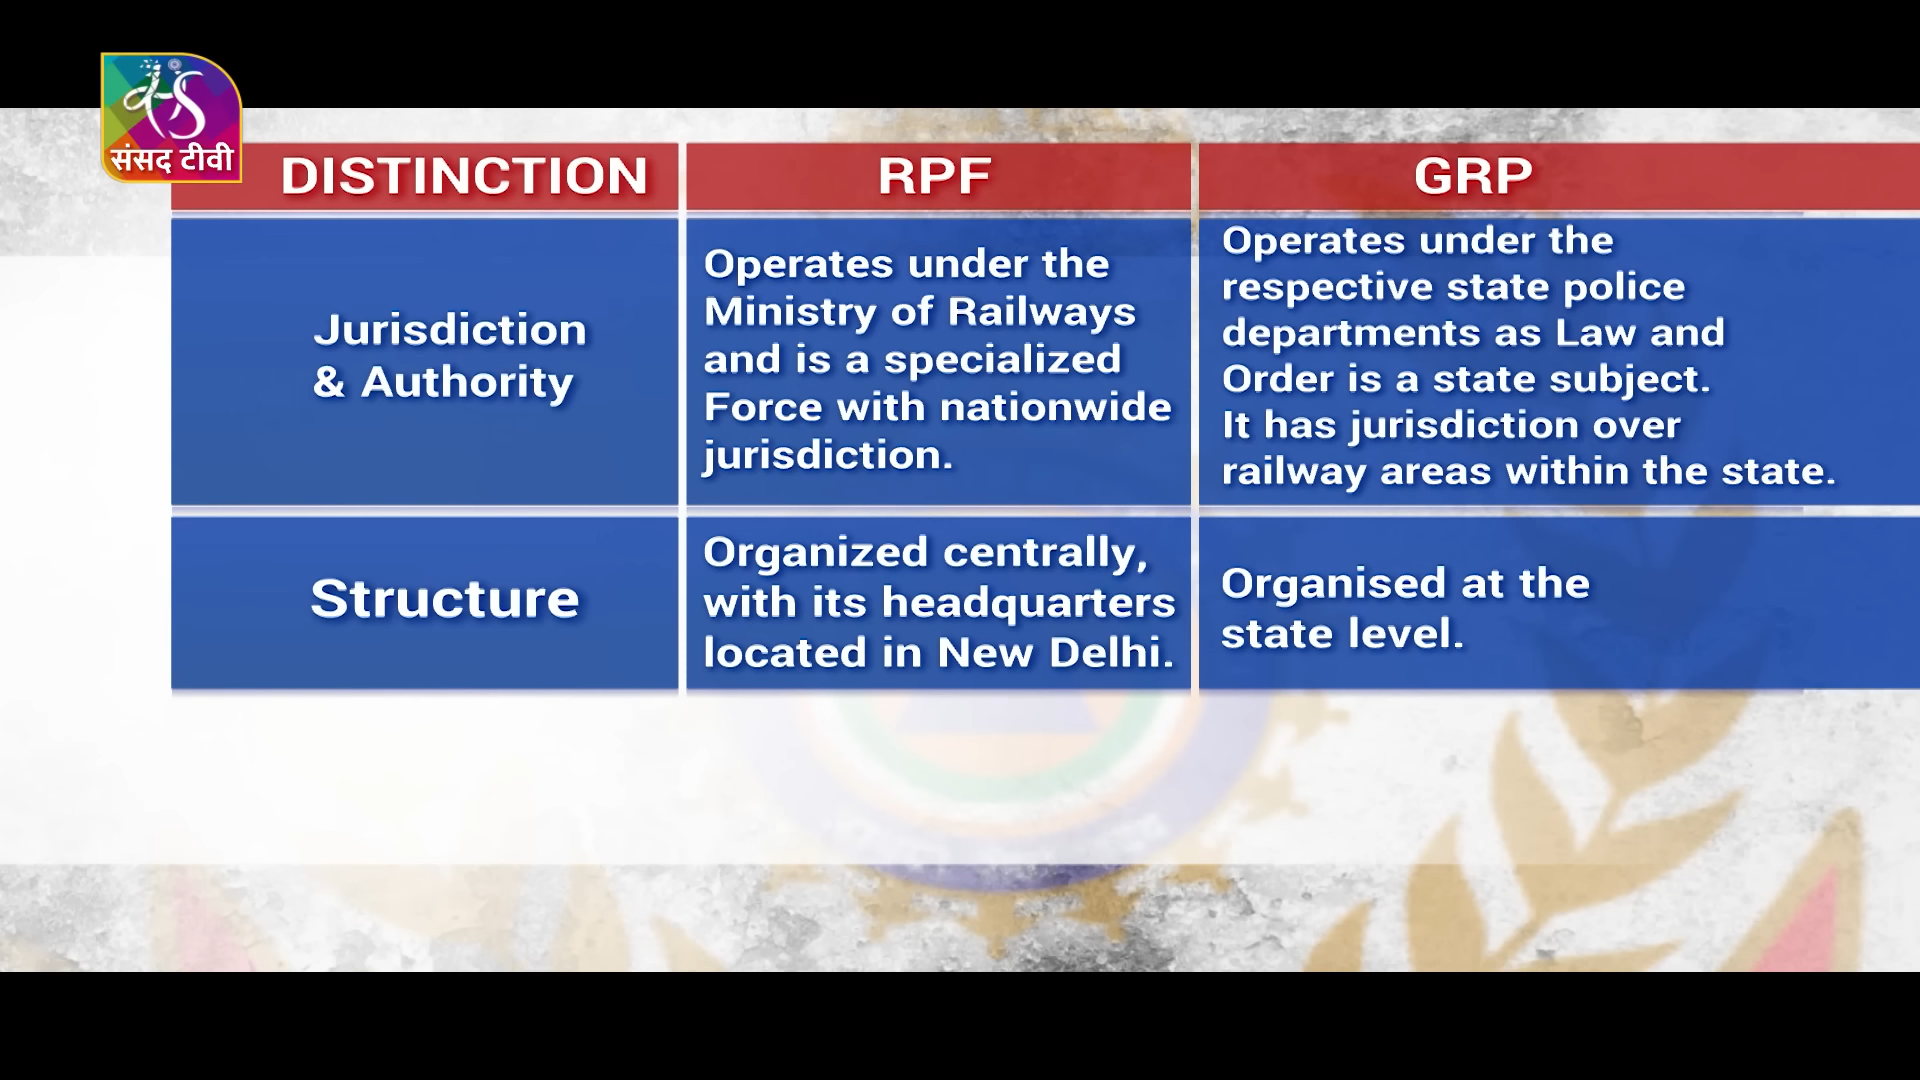 संसद टीवी
DISTINCTION
RPF
GRP
Jurisdiction
& Authority
Operates under the
Ministry of Railways
and is a specialized
Force with nationwide
jurisdiction.
Operates under the
respective state police
departments as Law and
Order is a state subject.
It has jurisdiction over
railway areas within the state.
Structure
Organized centrally,
with its headquarters
located in New Delhi.
Organised at the
state level.